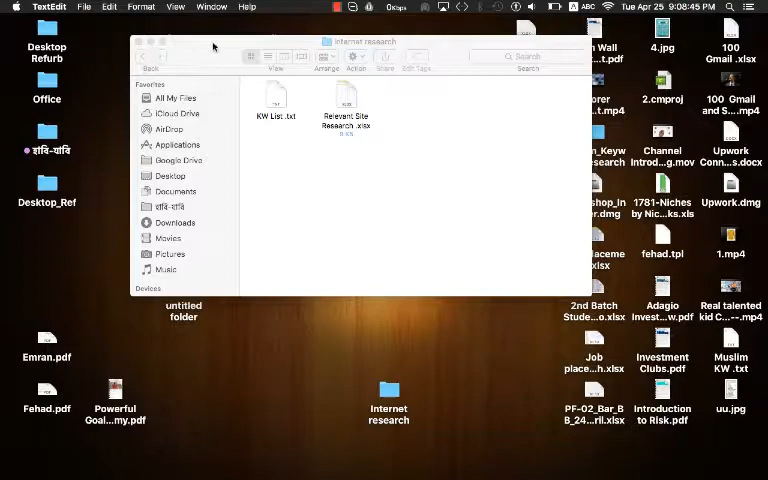 TextEdit File Edit Format View Window Help
0Kbps
ABC
Tue Apr 25 9:08:45 PM
internet reaearch
Back
View
Arrange
Action
Share
Edit Tags
Search
Search
Favorites
All My Files
iCloud Drive
AirDrop
Applications
Google Drive
Desktop
Documents
হাবি-যাবি
Downloads
Movies
Pictures
Music
Devices
KW List .txt
Relevant Site
Research .xlsx
Desktop
Refurb
Office
হাবি-যাবি
Desktop_Ref
untitled
folder
Emran.pdf
Fehad.pdf
Powerful
Goal...my.pdf
Internet
research
2nd Batch
Stude...o.xlsx
Job
place...h.xlsx
PF-02_Bar_B
B_24...ril.xlsx
4.jpg
2.cmproj
Channel
Introd...g.mov
1781-Niches
by Nic...ks.xls
fehad.tpl
Adagio
Invest...w.pdf
Investment
Clubs.pdf
Introduction
to Risk.pdf
100
Gmail .xlsx
100 Gmail
and S...m.mp4
Upwork
Conn...s.docx
Upwork.dmg
1.mp4
Real talented
kid C...--.mp4
Muslim
KW .txt
uu.jpg